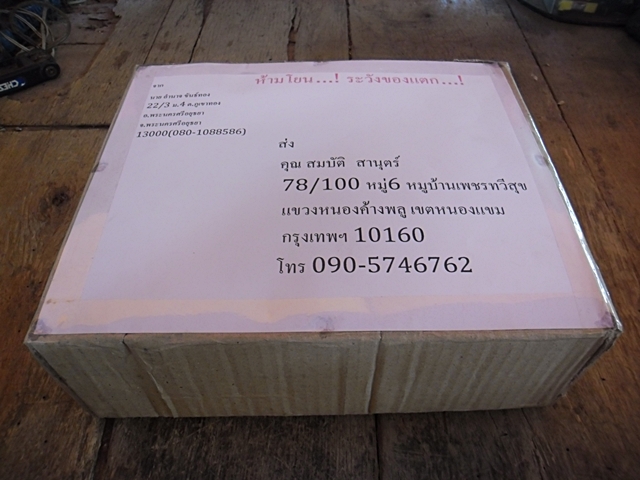 ห้ามโยน...! ระวังของแตก...!
จาก
นาย อำนาจ ขันธ์ทอง
22/3 ม.4 ต.ภูเขาทอง
อ.พระนครศรีอยุธยา
จ.พระนครศรีอยุธยา
13000(080-1088586)
ส่ง
คุณ สมบัติ สานุตร์
78/100 หมู่6 หมูบ้านเพชรทวีสุข
แขวงหนองค้างพลู เขตหนองแขม
กรุงเทพฯ 10160
โทร 090-5746762